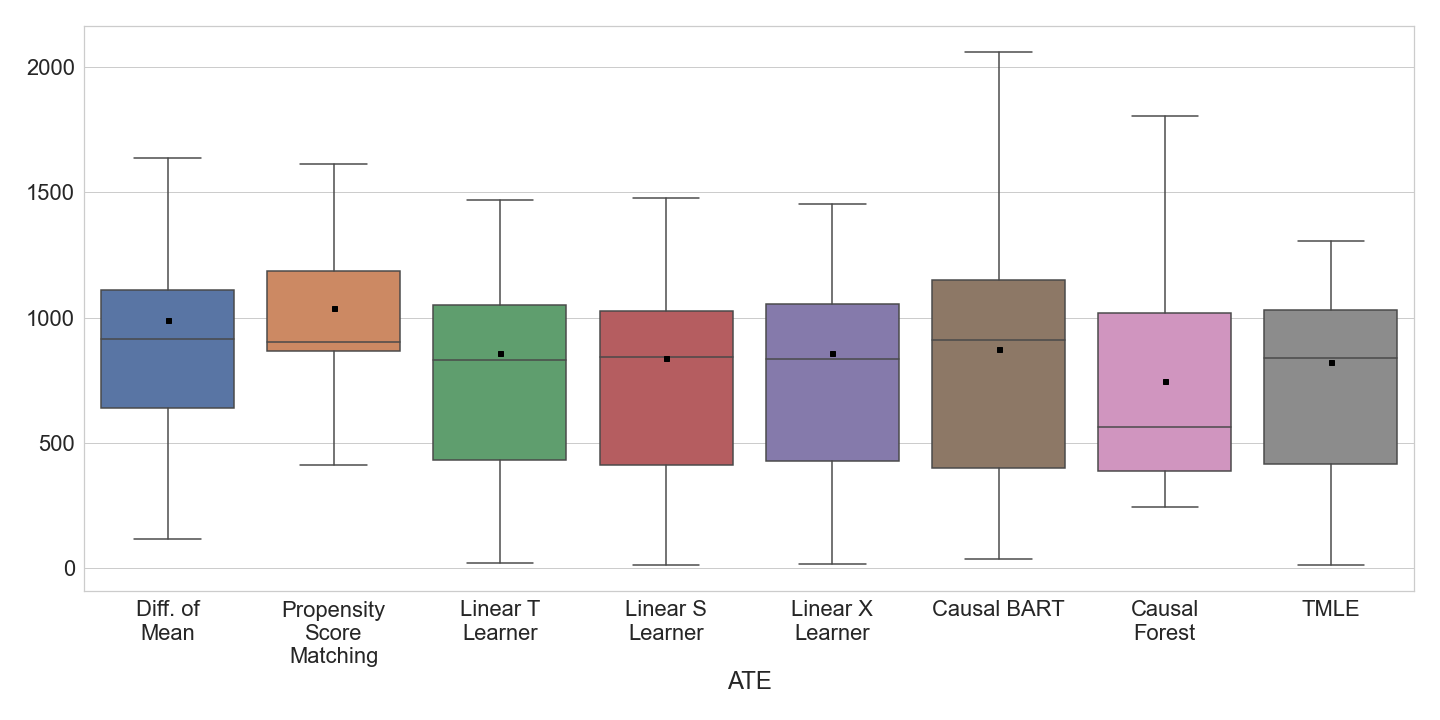 2000
1500
1000
500
0
Diff. of
Mean
Propensity
Score
Matching
Linear T
Learner
Linear S
Learner
Linear X
Learner
Causal BART
Causal
Forest
TMLE
ATE